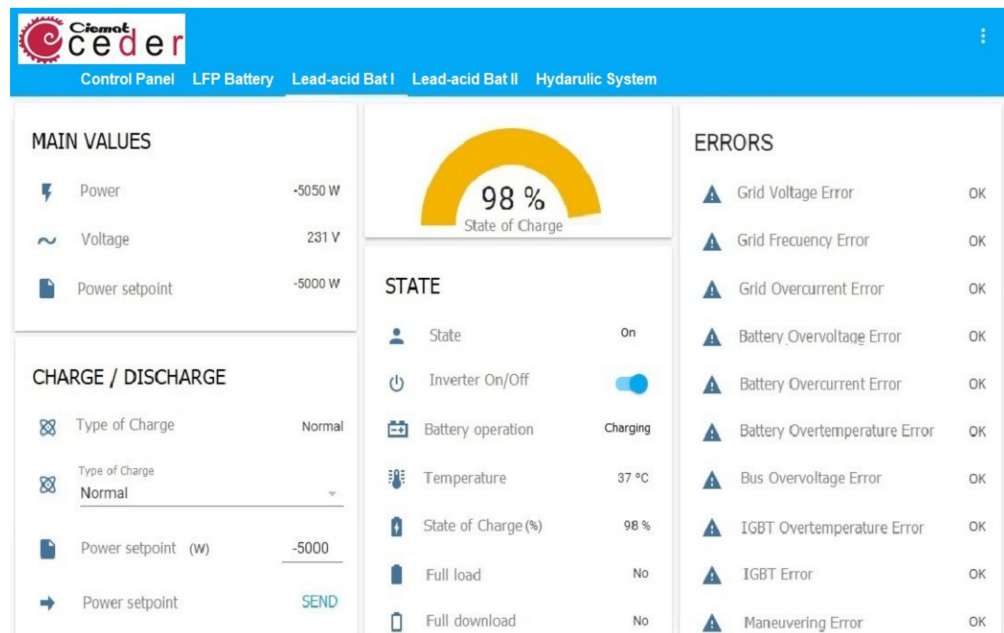 Ciemat
ceder
Control Panel LFP Battery Lead-acid Bat I Lead-acid Bat II Hydarulic System
MAIN VALUES
Power -5050 W
Voltage 231 V
Power setpoint -5000 W
CHARGE / DISCHARGE
Type of Charge Normal
Type of Charge
Normal
Power setpoint (W) -5000
Power setpoint SEND
98 %
State of Charge
STATE
State On
Inverter On/Off
Battery operation Charging
Temperature 37 ºC
State of Charge (%) 98 %
Full load No
Full download No
ERRORS
Grid Voltage Error OK
Grid Frecuency Error OK
Grid Overcurrent Error OK
Battery Overvoltage Error OK
Battery Overcurrent Error OK
Battery Overtemperature Error OK
Bus Overvoltage Error OK
IGBT Overtemperature Error OK
IGBT Error OK
Maneuvering Error OK